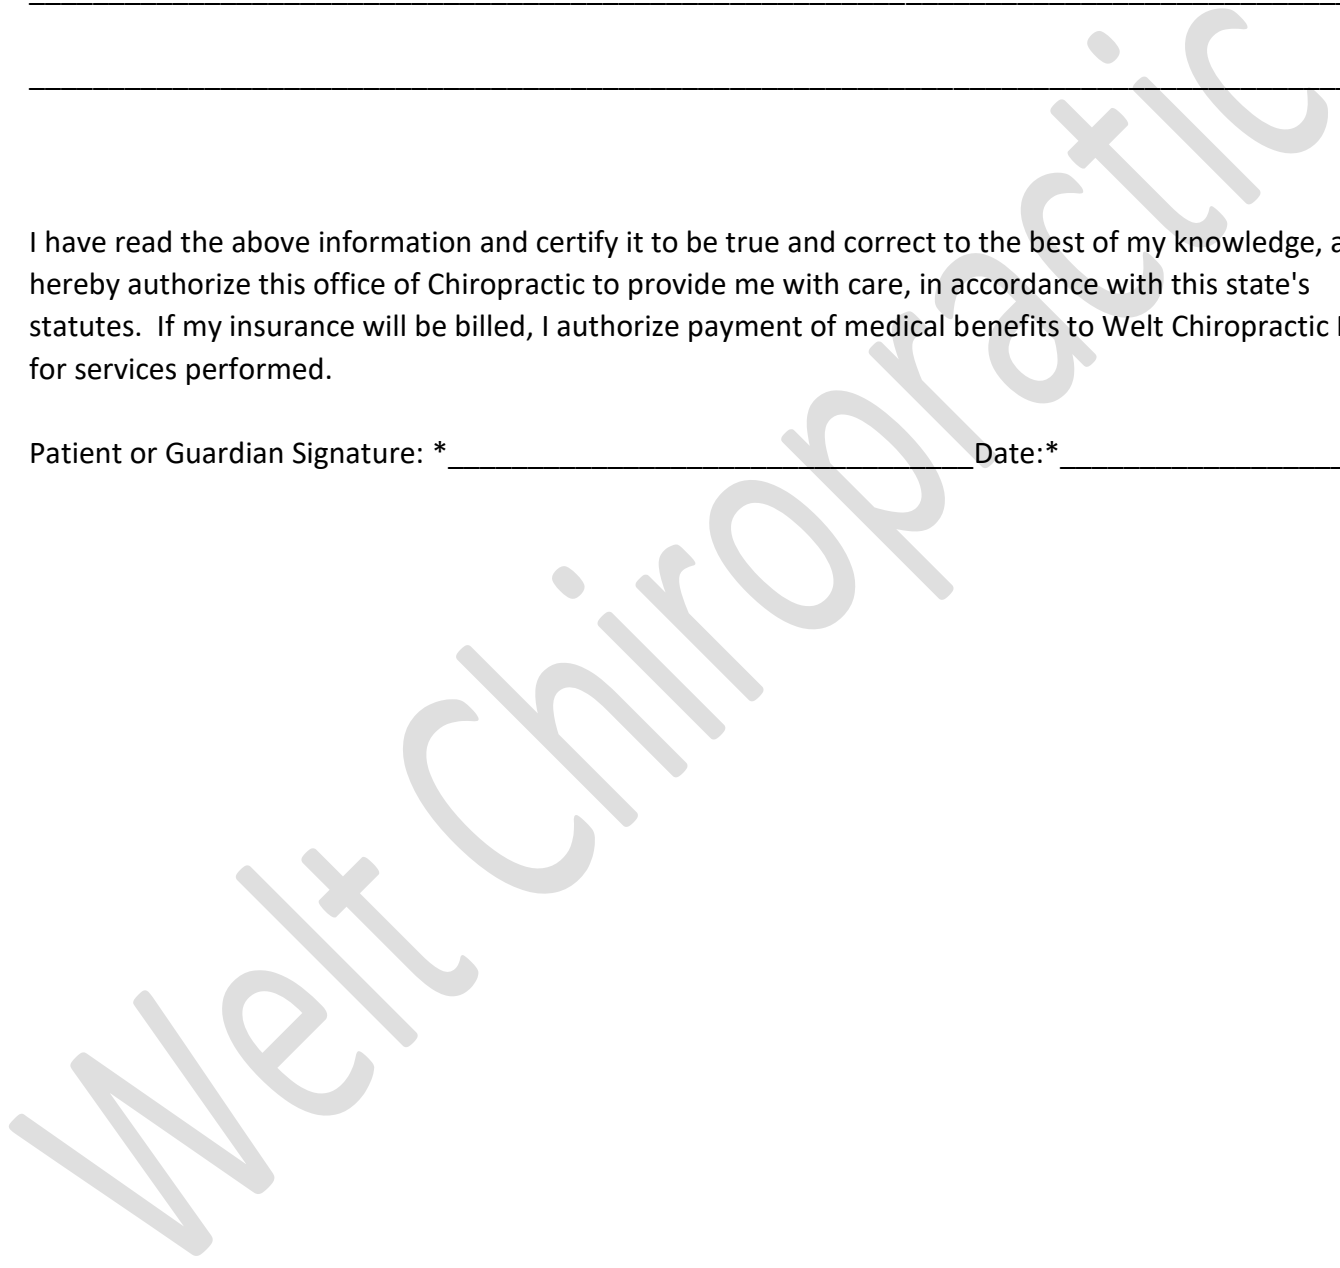 I have read the above information and certify it to be true and correct to the best of my knowledge, a
hereby authorize this office of Chiropractic to provide me with care, in accordance with this state's
statutes.  If my insurance will be billed, I authorize payment of medical benefits to Welt Chiropractic
for services performed.
Patient or Guardian Signature: *_________________________________Date:*__________________
Welt Chiropractic